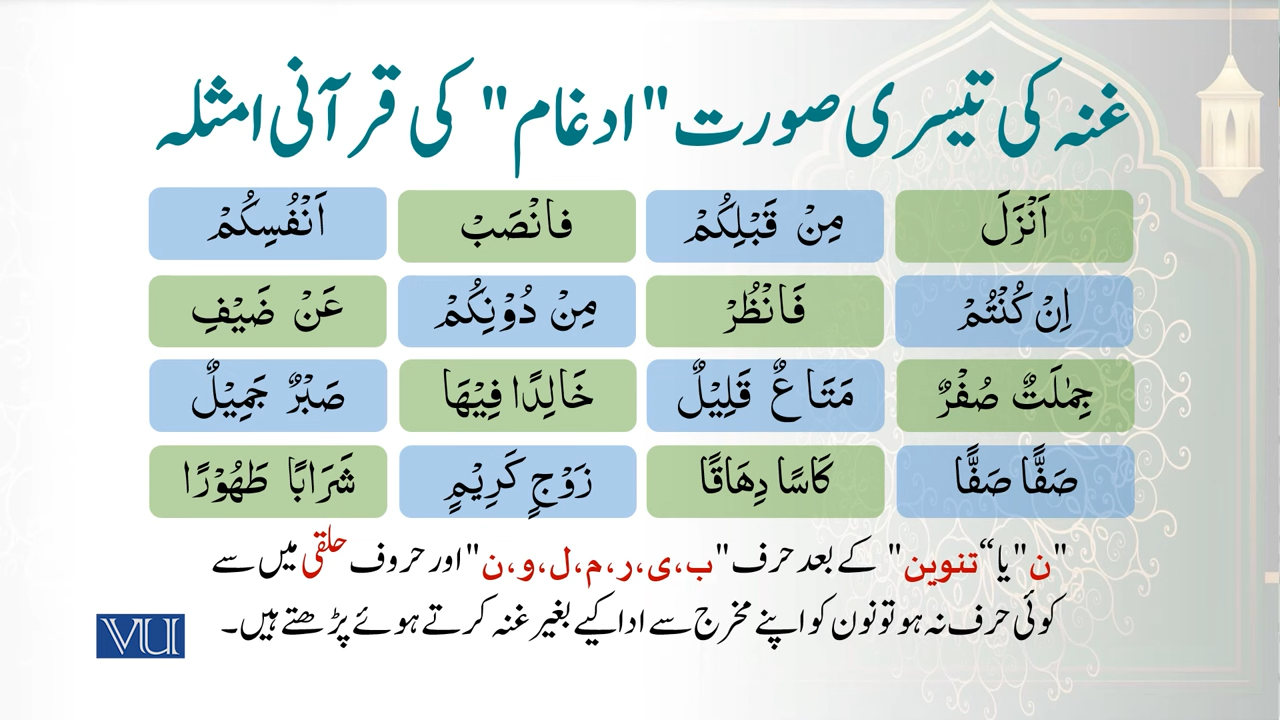 غنہ کی تیسری صورت "ادغام" کی قرآنی امثلہ
اَنْزَلَ مِنْ قَبْلِكُمْ فانْصَبْ اَنْفُسِكُمْ
اِنْ كُنْتُمْ فَانْظُرْ مِنْ دُوْنِكُمْ عَنْ ضَيْفِ
جِمٰلَتٌ صُفْرٌ مَتَاعٌ قَلِيْلٌ خَالِدًا فِيْهَا صَبْرٌ جَمِيْلٌ
صَفًّا صَفًّا كَاسًا دِهَاقًا زَوْجٍ كَرِيْمٍ شَرَابًا طَهُوْرًا
"ن" یا “تنوین" کے بعد حرف "ب،ی،ر،م،ل،و،ن" اور حروف حلقی میں سے
کوئی حرف نہ ہو تو نون کو اپنے مخرج سے ادا کیے بغیر غنہ کرتے ہوئے پڑھتے ہیں۔
VU